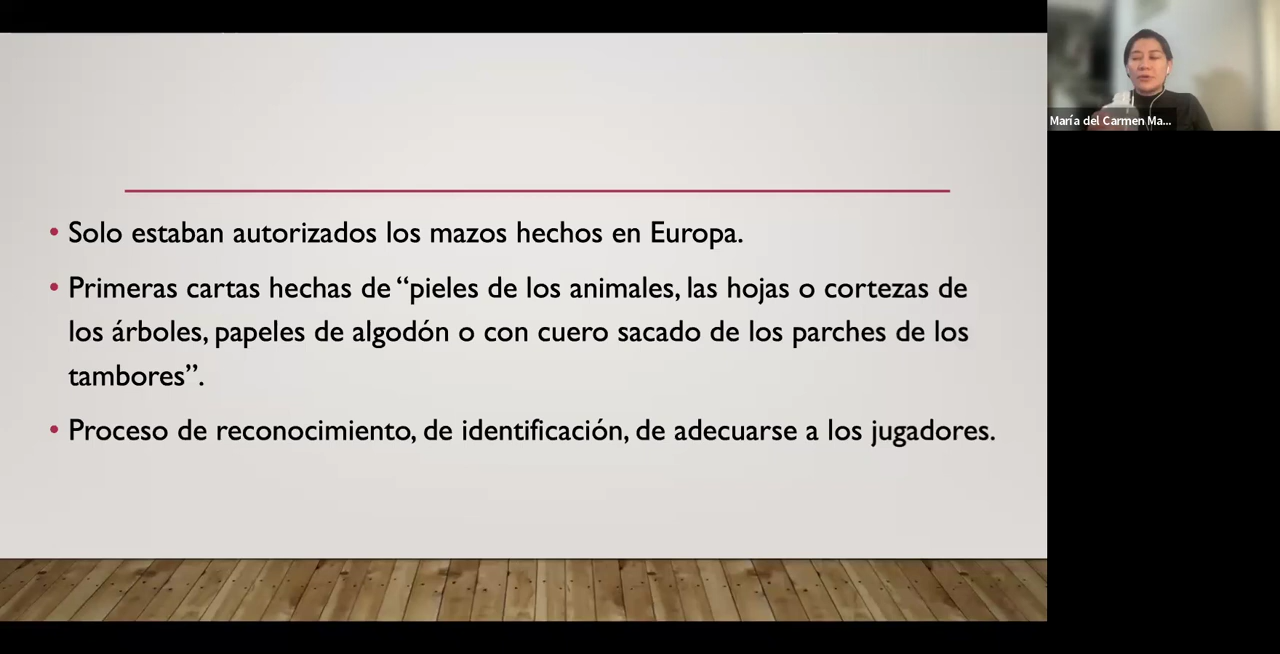 • Solo estaban autorizados los mazos hechos en Europa.
• Primeras cartas hechas de “pieles de los animales, las hojas o cortezas de
los árboles, papeles de algodón o con cuero sacado de los parches de los
tambores”.
• Proceso de reconocimiento, de identificación, de adecuarse a los jugadores.
María del Carmen Ma...